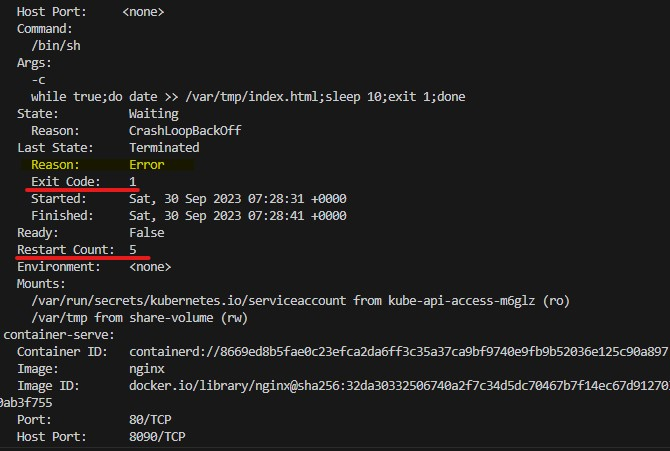 Host Port: <none>
Command:
/bin/sh
Args:
-c
while true;do date >> /var/tmp/index.html;sleep 10;exit 1;done
State: Waiting
Reason: CrashLoopBackOff
Last State: Terminated
Reason: Error
Exit Code: 1
Started: Sat, 30 Sep 2023 07:28:31 +0000
Finished: Sat, 30 Sep 2023 07:28:41 +0000
Ready: False
Restart Count: 5
Environment: <none>
Mounts:
/var/run/secrets/kubernetes.io/serviceaccount from kube-api-access-m6glz (ro)
/var/tmp from share-volume (rw)
container-serve:
Container ID: containerd://8669ed8b5fae0c23efca2da6ff3c35a37ca9bf9740e9fb9b52036e125c90a897
Image: nginx
Image ID: docker.io/library/nginx@sha256:32da30332506740a2f7c34d5dc70467b7f14ec67d912703
0ab3f755
Port: 80/TCP
Host Port: 8090/TCP